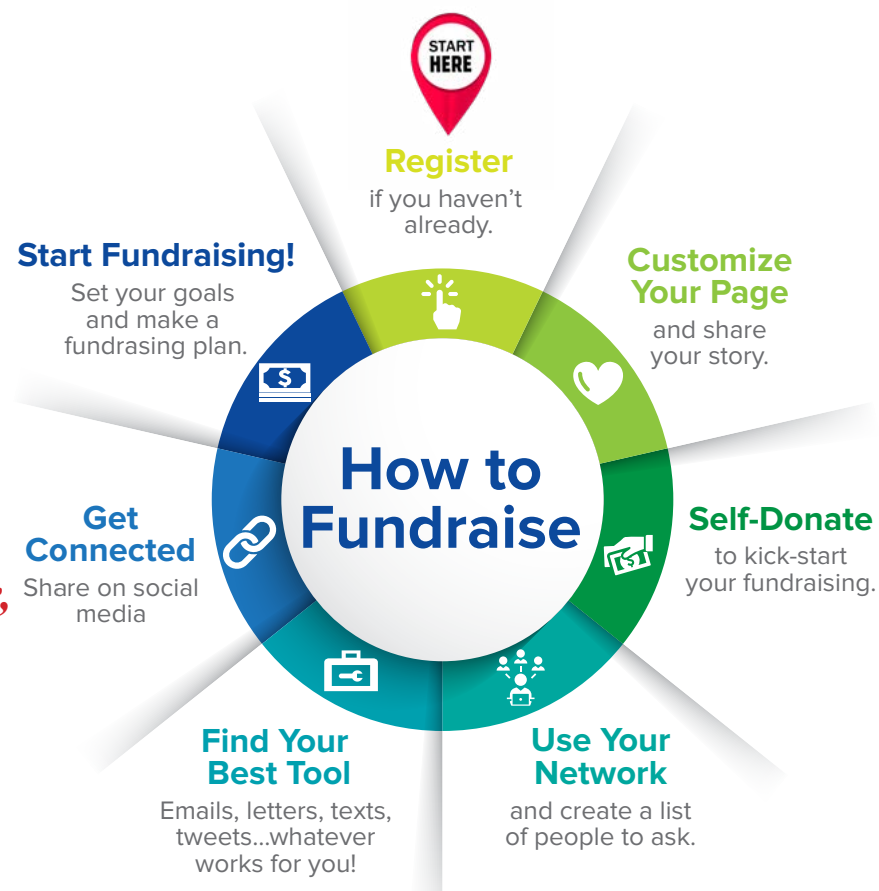 START
HERE
Register
if you haven’t
already.
Customize
Your Page
and share
your story.
Self-Donate
to kick-start
your fundraising.
Use Your
Network
and create a list
of people to ask.
Find Your
Best Tool
Emails, letters, texts,
tweets...whatever
works for you!
Get
Connected
Share on social
media
Start Fundraising!
Set your goals
and make a
fundrasing plan.
How to
Fundraise
$
$